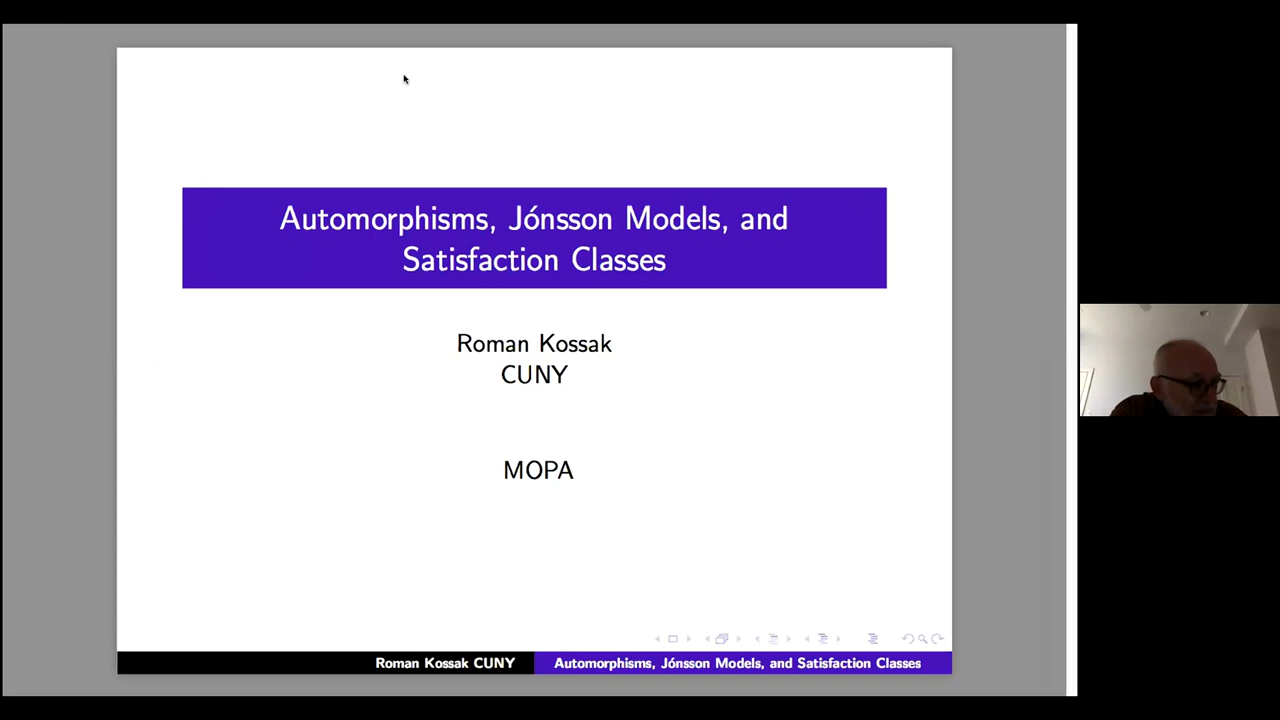 Automorphisms, Jónsson Models, and
Satisfaction Classes
Roman Kossak
CUNY
MOPA
Roman Kossak CUNY
Automorphisms, Jónsson Models, and Satisfaction Classes